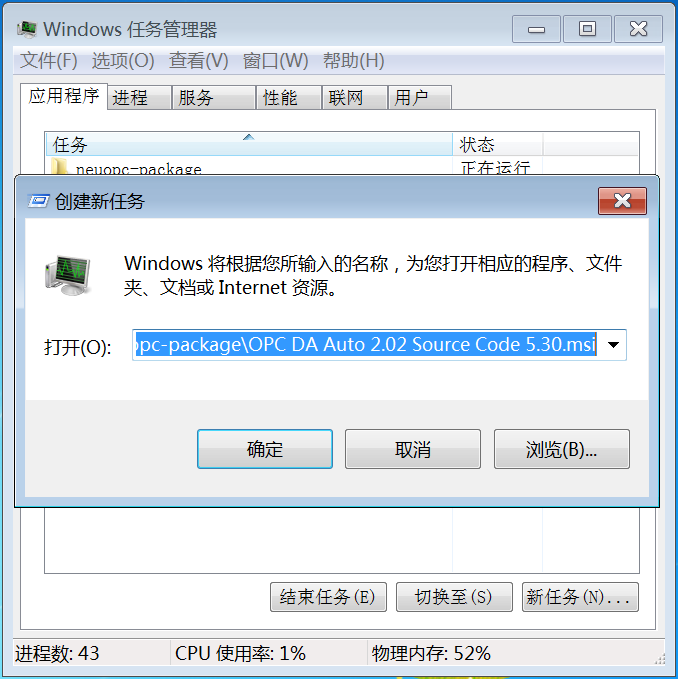 Windows 任务管理器
文件(F) 选项(O) 查看(V) 窗口(W) 帮助(H)
应用程序 进程 服务 性能 联网 用户
任务 状态
neuopc-package 正在运行
创建新任务
Windows 将根据您所输入的名称，为您打开相应的程序、文件
夹、文档或 Internet 资源。
打开(O): opc-package\OPC DA Auto 2.02 Source Code 5.30.msi
确定 取消 浏览(B)...
结束任务(E) 切换至(S) 新任务(N)...
进程数: 43 CPU 使用率: 1% 物理内存: 52%